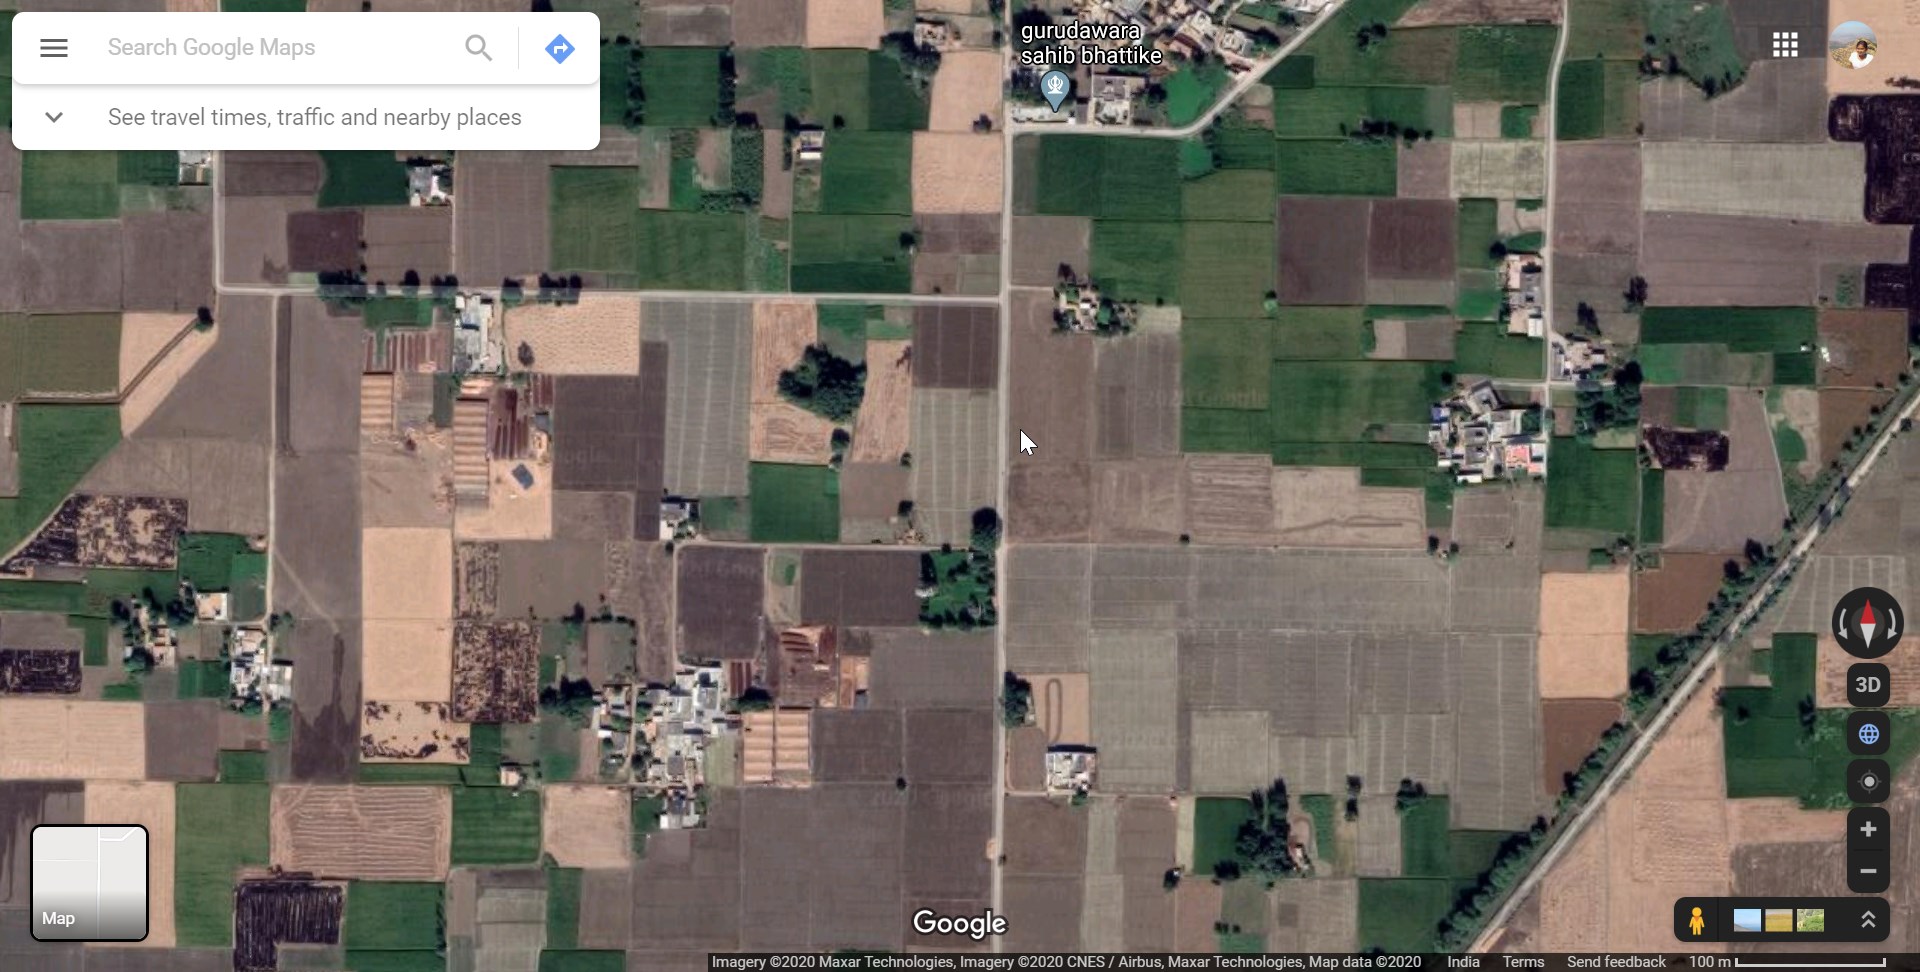 Search Google Maps
See travel times, traffic and nearby places
gurudawara
sahib bhattike
3D
Map
Google
Imagery ©2020 Maxar Technologies, Imagery ©2020 CNES / Airbus, Maxar Technologies, Map data ©2020 India Terms Send feedback 100 m